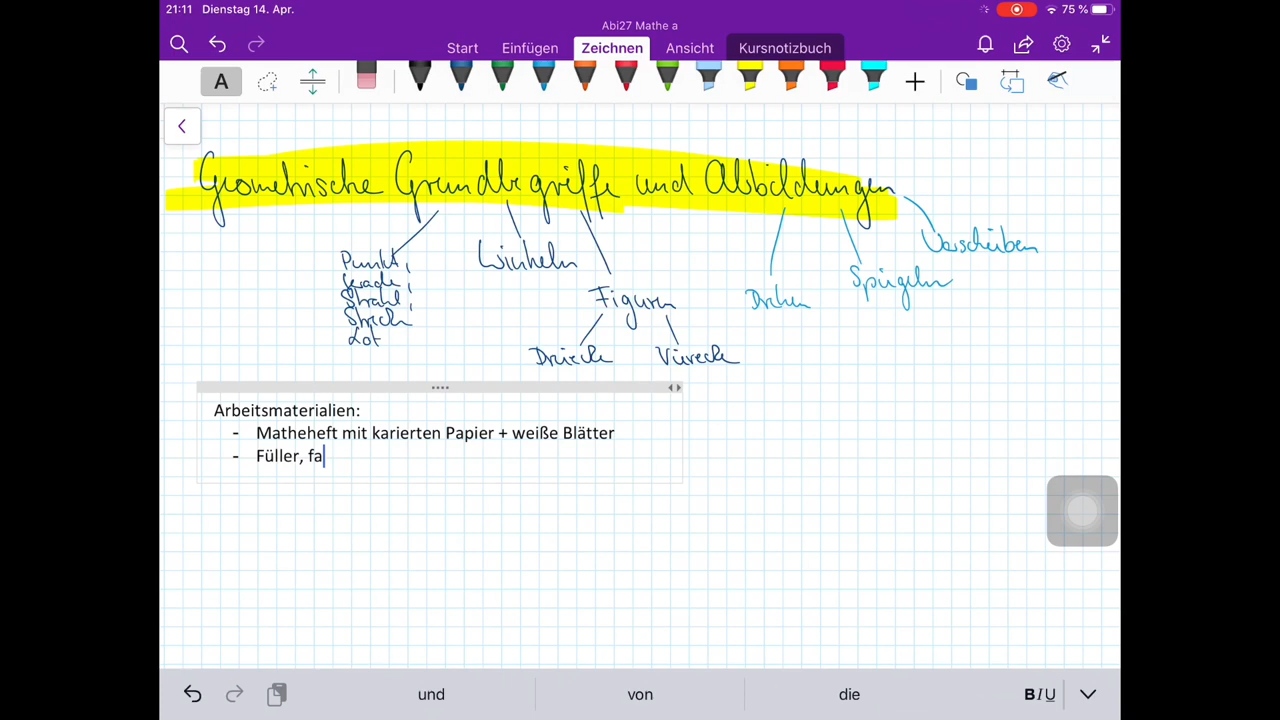 21:11 Dienstag 14. Apr.
75 %
Abi27 Mathe a
Start Einfügen Zeichnen Ansicht Kursnotizbuch
A
Geometrische Grundbegriffe und Abbildungen
Punkt,
Gerade,
Strahl,
Strecke,
Lot
Winkeln
Figuren
Dreiecke
Vierecke
Drehen
Spiegeln
Verschieben
Arbeitsmaterialien:
- Matheheft mit karierten Papier + weiße Blätter
- Füller, fa
und von die
BIU